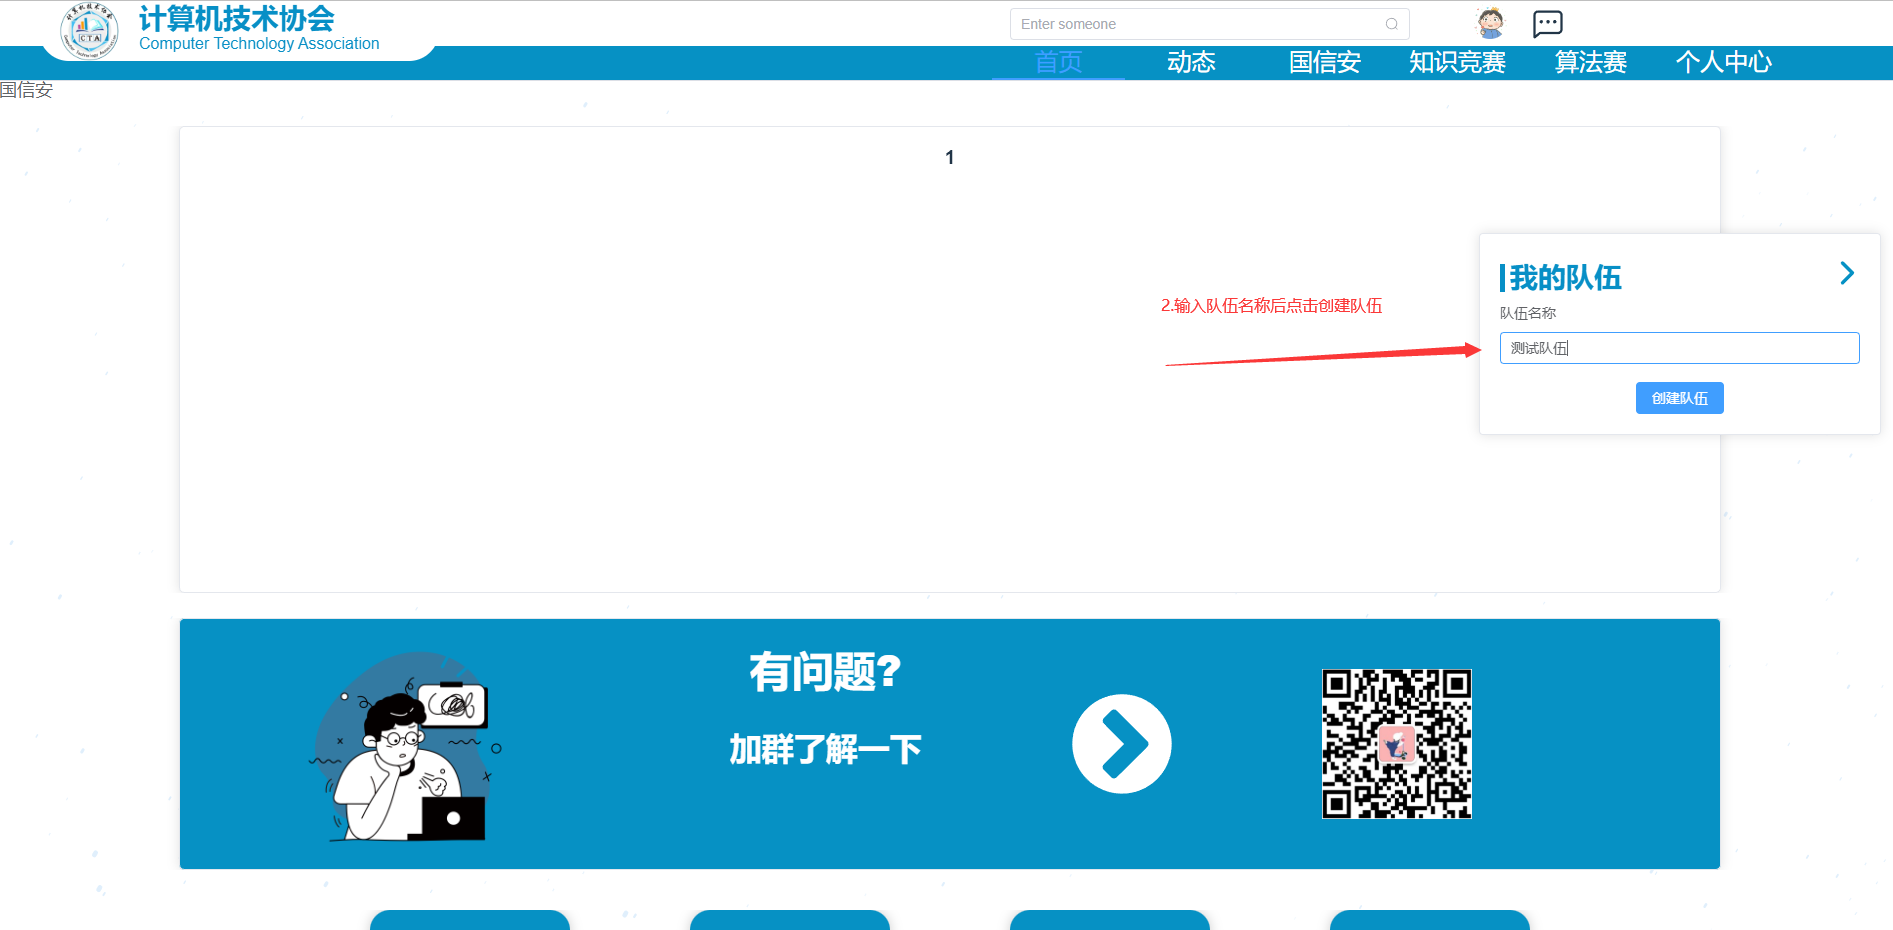 计算机技术协会
Computer Technology Association
CTA
Enter someone
首页
动态
国信安
知识竞赛
算法赛
个人中心
国信安
1
2.输入队伍名称后点击创建队伍
我的队伍
队伍名称
测试队伍
创建队伍
有问题?
加群了解一下